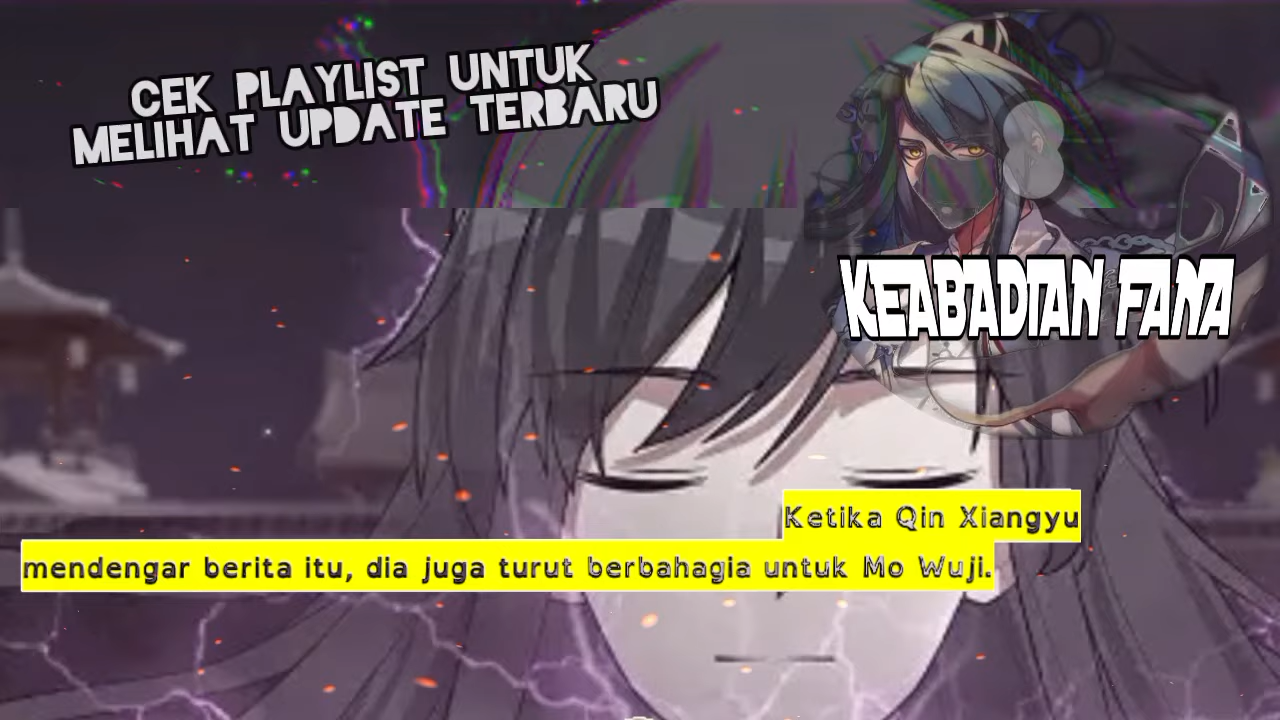 CEK PLAYLIST UNTUK
MELIHAT UPDATE TERBARU
KEABADIAN FANA
Ketika Qin Xiangyu
mendengar berita itu, dia juga turut berbahagia untuk Mo Wuji.